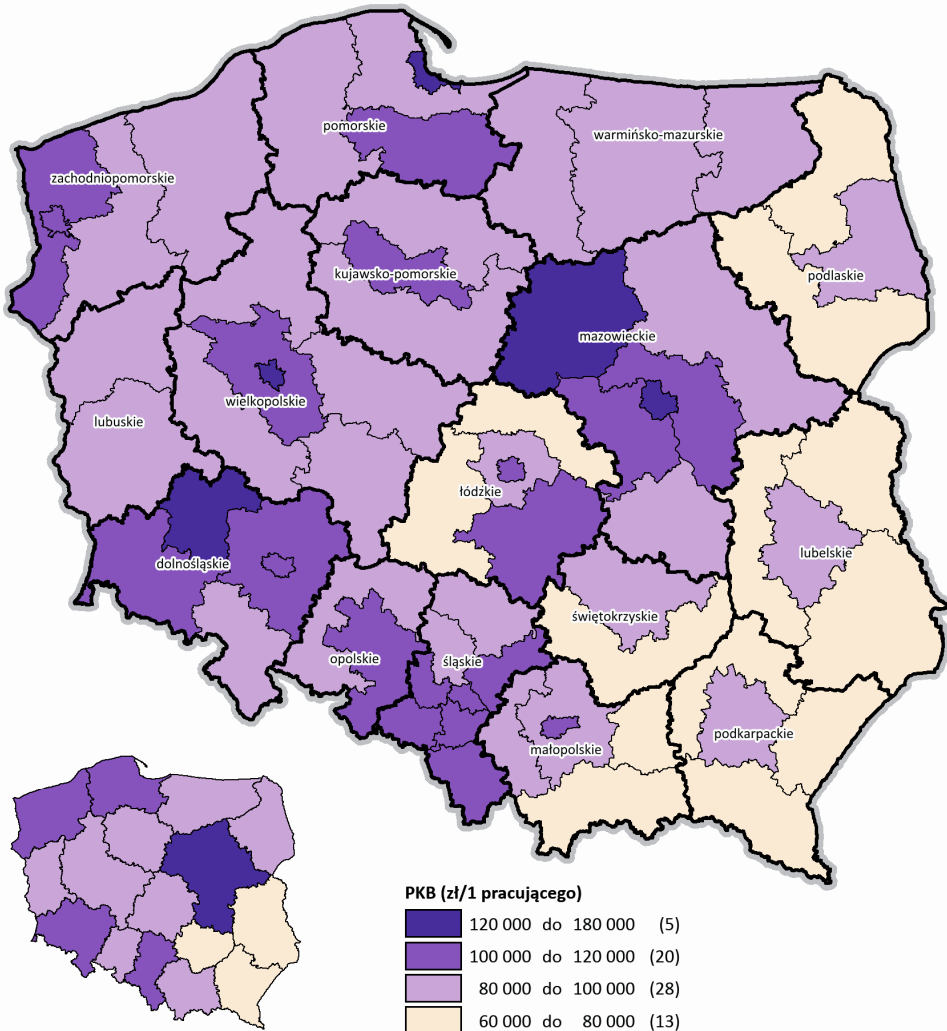 pomorskie
warmińsko-mazurskie
zachodniopomorskie
kujawsko-pomorskie
podlaskie
mazowieckie
wielkopolskie
lubuskie
łódzkie
dolnośląskie
lubelskie
świętokrzyskie
opolskie
śląskie
podkarpackie
małopolskie
PKB (zł/1 pracującego)
120 000 do 180 000 (5)
100 000 do 120 000 (20)
80 000 do 100 000 (28)
60 000 do 80 000 (13)